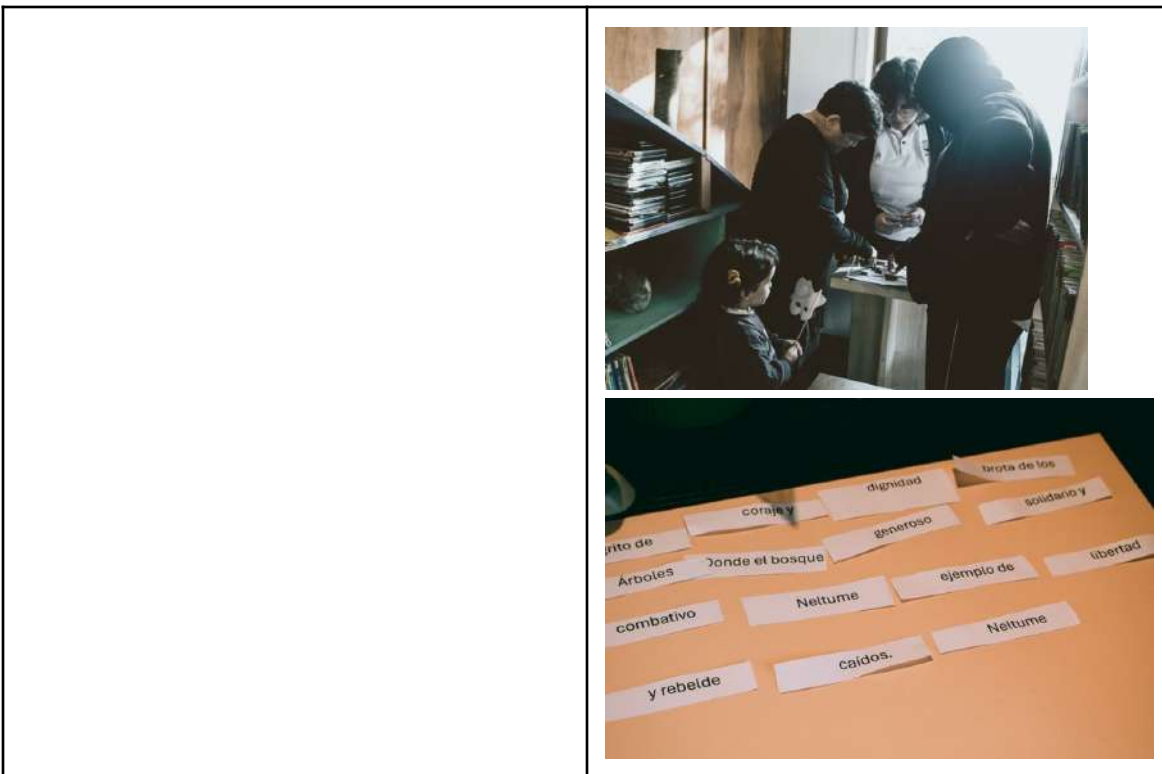 brota de los
dignidad
coraje y
solidario y
generoso
grito de
Donde el bosque
Árboles
libertad
ejemplo de
Neltume
combativo
Neltume
caídos.
y rebelde